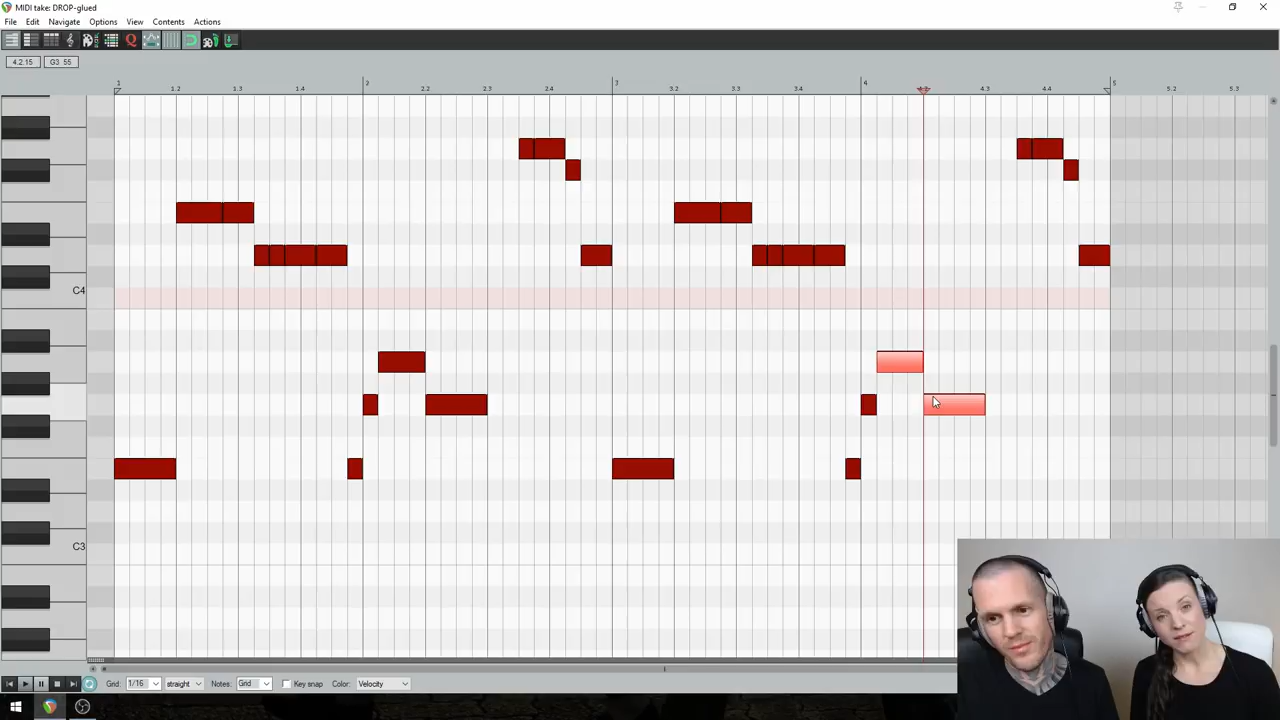 MIDI take: DROP-glued
File Edit Navigate Options View Contents Actions
Q
4.2.15 G3 55
1 2 3 4 5
1.2 1.3 1.4 2.2 2.3 2.4 3.2 3.3 3.4 4.2 4.3 4.4 5.2 5.3
C4
C3
Grid: 1/16 straight Notes: Grid Key snap Color: Velocity